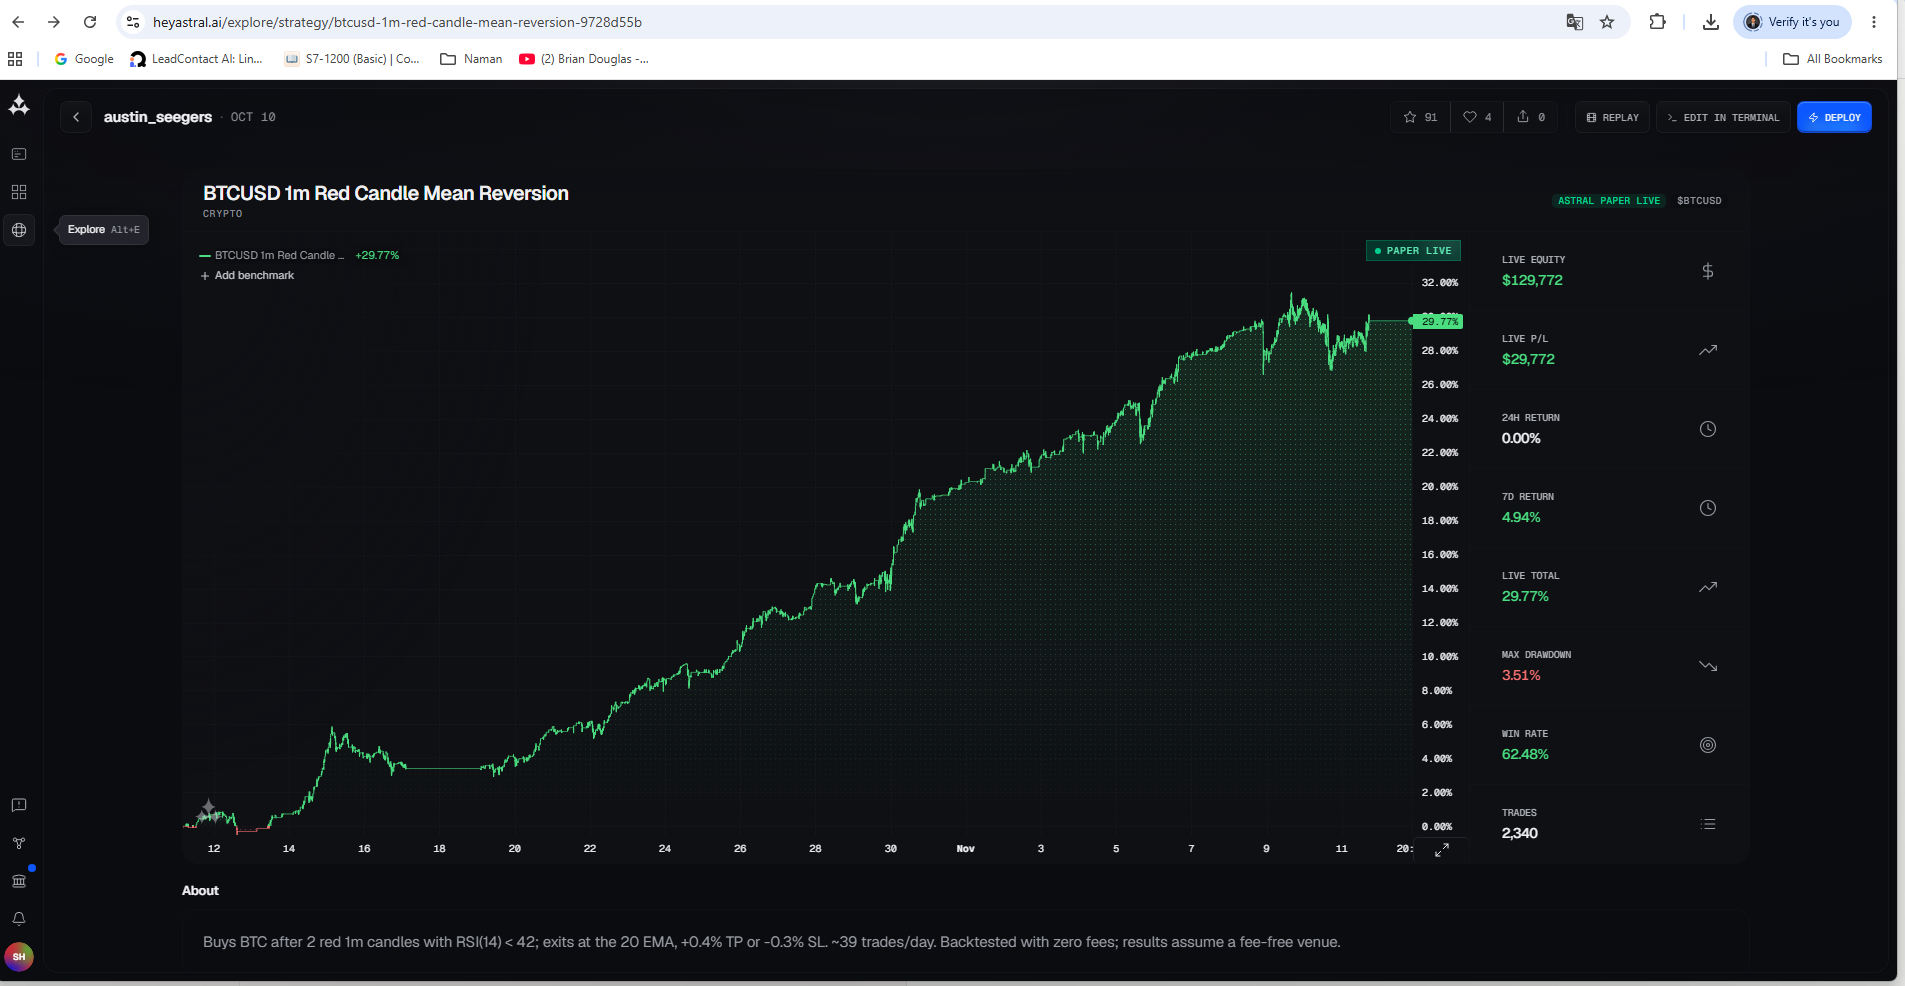 heyastral.ai/explore/strategy/btcusd-1m-red-candle-mean-reversion-9728d55b
Verify it's you
Google
LeadContact AI: Lin...
S7-1200 (Basic) | Co...
Naman
(2) Brian Douglas -...
All Bookmarks
austin_seegers · OCT 10
91
4
0
REPLAY
>_ EDIT IN TERMINAL
DEPLOY
Explore Alt+E
BTCUSD 1m Red Candle Mean Reversion
CRYPTO
ASTRAL PAPER LIVE
$BTCUSD
BTCUSD 1m Red Candle ... +29.77%
+ Add benchmark
PAPER LIVE
32.00%
29.77%
28.00%
26.00%
24.00%
22.00%
20.00%
18.00%
16.00%
14.00%
12.00%
10.00%
8.00%
6.00%
4.00%
2.00%
0.00%
12 14 16 18 20 22 24 26 28 30 Nov 3 5 7 9 11 20:
LIVE EQUITY
$129,772
LIVE P/L
$29,772
24H RETURN
0.00%
7D RETURN
4.94%
LIVE TOTAL
29.77%
MAX DRAWDOWN
3.51%
WIN RATE
62.48%
TRADES
2,340
About
Buys BTC after 2 red 1m candles with RSI(14) < 42; exits at the 20 EMA, +0.4% TP or -0.3% SL. ~39 trades/day. Backtested with zero fees; results assume a fee-free venue.
SH